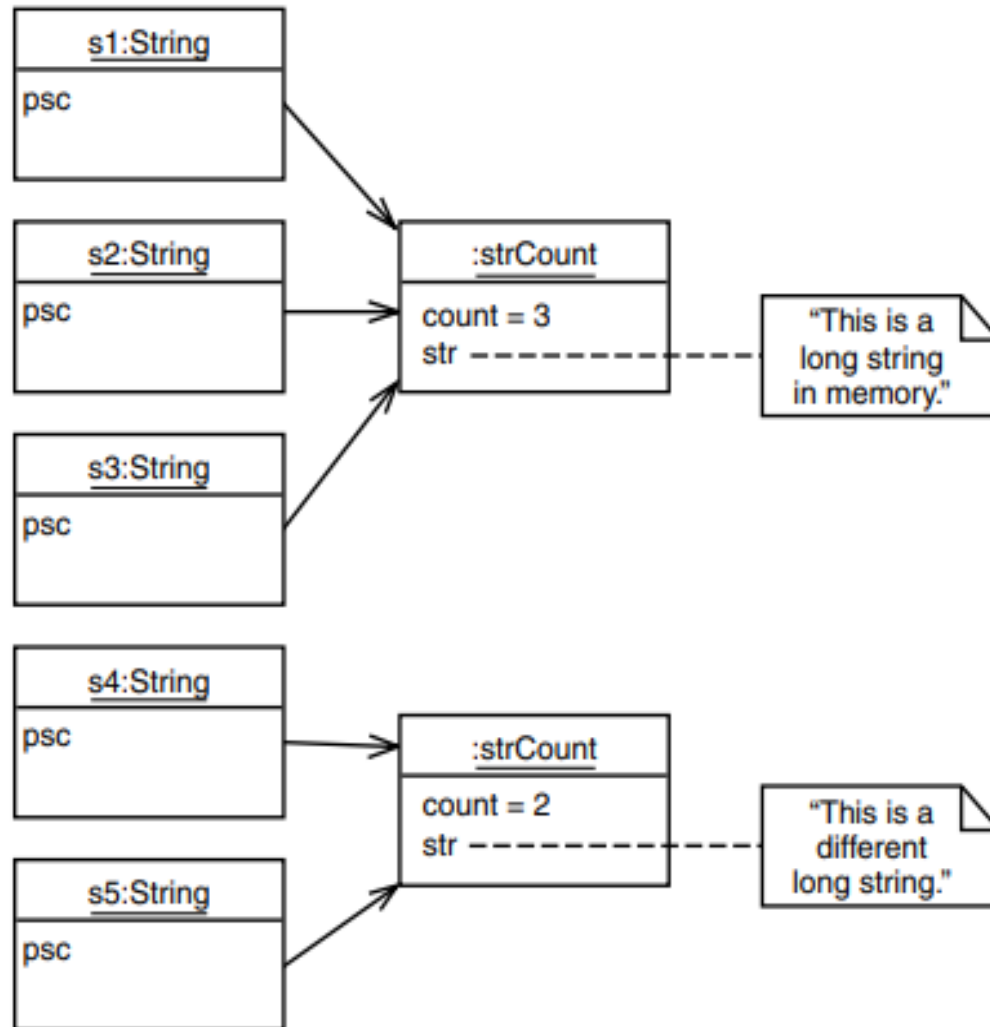 s1:String
psc
s2:String
psc
s3:String
psc
:strCount
count = 3
str
“This is a
long string
in memory.”
s4:String
psc
s5:String
psc
:strCount
count = 2
str
“This is a
different
long string.”